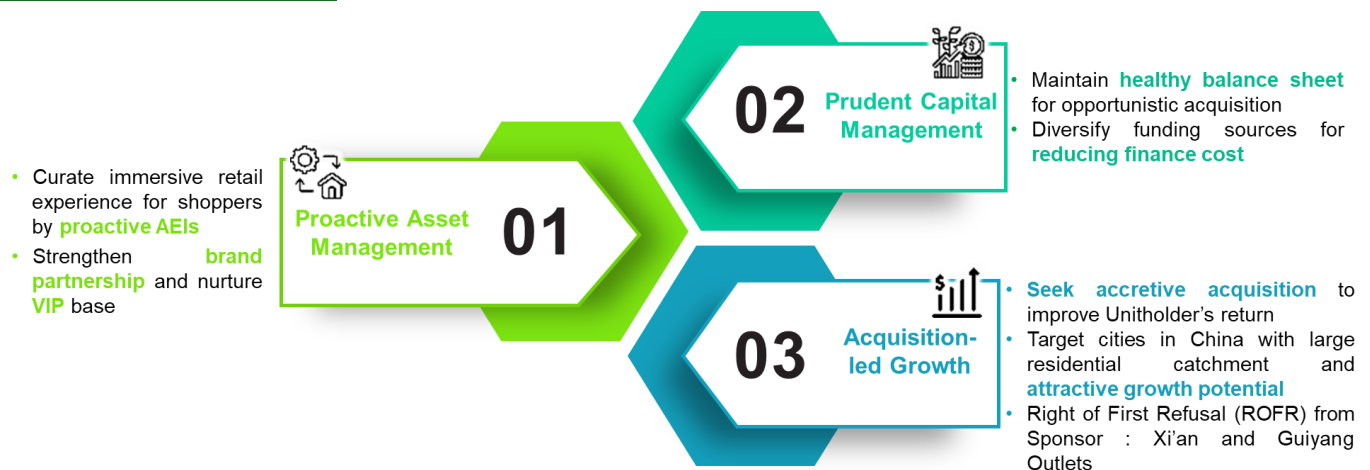 • Curate immersive retail
experience for shoppers
by proactive AEIs
• Strengthen brand
partnership and nurture
VIP base
Proactive Asset
Management
01
02
Prudent Capital
Management
• Maintain healthy balance sheet
for opportunistic acquisition
• Diversify funding sources for
reducing finance cost
03
$
Acquisition-
led Growth
• Seek accretive acquisition to
improve Unitholder's return
• Target cities in China with large
residential catchment and
attractive growth potential
• Right of First Refusal (ROFR) from
Sponsor : Xi'an and Guiyang
Outlets